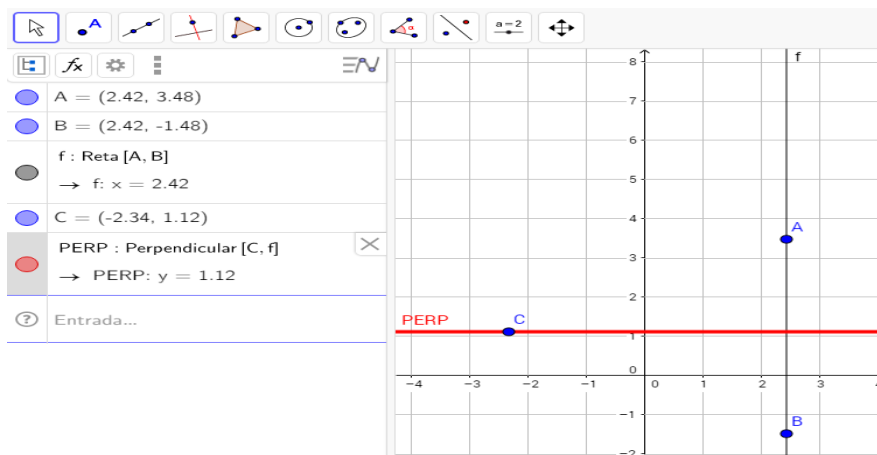 A
a=2
fx
A = (2.42, 3.48)
B = (2.42, -1.48)
f : Reta [A, B]
→ f: x = 2.42
C = (-2.34, 1.12)
PERP : Perpendicular [C, f]
→ PERP: y = 1.12
Entrada...
f
8
7
6
5
4
A
3
2
PERP
C
1
0
-4 -3 -2 -1 0 1 2 3
-1
B
-2